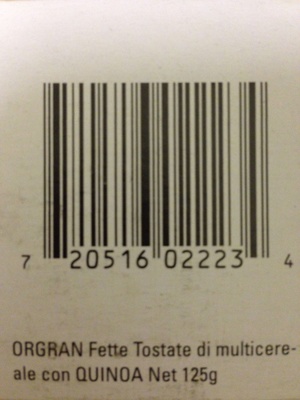 7 20516 02223 4
ORGRAN Fette Tostate di multicere-
ale con QUINOA Net 125g